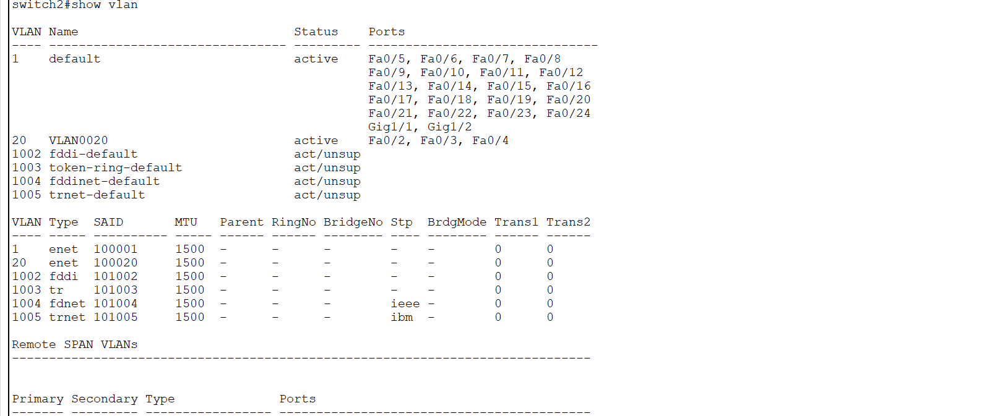 switch2#show vlan
VLAN Name                             Status    Ports
---- -------------------------------- --------- -------------------------------
1    default                          active    Fa0/5, Fa0/6, Fa0/7, Fa0/8
                                                Fa0/9, Fa0/10, Fa0/11, Fa0/12
                                                Fa0/13, Fa0/14, Fa0/15, Fa0/16
                                                Fa0/17, Fa0/18, Fa0/19, Fa0/20
                                                Fa0/21, Fa0/22, Fa0/23, Fa0/24
                                                Gig1/1, Gig1/2
20   VLAN0020                         active    Fa0/2, Fa0/3, Fa0/4
1002 fddi-default                     act/unsup
1003 token-ring-default               act/unsup
1004 fddinet-default                  act/unsup
1005 trnet-default                    act/unsup
VLAN Type  SAID       MTU   Parent RingNo BridgeNo Stp  BrdgMode Trans1 Trans2
---- ----- ---------- ----- ------ ------ -------- ---- -------- ------ ------
1    enet  100001     1500  -      -      -        -    -        0      0
20   enet  100020     1500  -      -      -        -    -        0      0
1002 fddi  101002     1500  -      -      -        -    -        0      0
1003 tr    101003     1500  -      -      -        -    -        0      0
1004 fdnet 101004     1500  -      -      -        ieee -        0      0
1005 trnet 101005     1500  -      -      -        ibm  -        0      0
Remote SPAN VLANs
------------------------------------------------------------------------------
Primary Secondary Type              Ports
------- --------- ----------------- ------------------------------------------